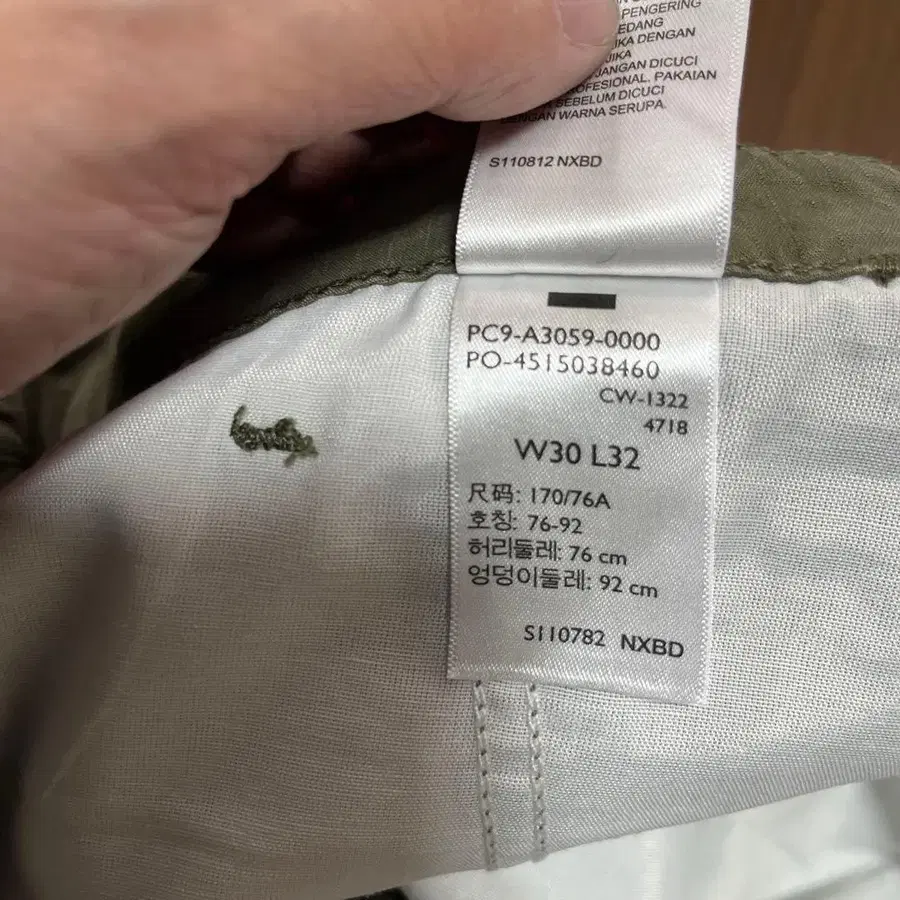 PENGERING
EDANG
IKA DENGAN
JIKA
JANGAN DICUCI
OFESIONAL. PAKAIAN
SEBELUM DICUCI
DENGAN WARNA SERUPA.
S110812 NXBD
PC9-A3059-0000
PO-4515038460
CW-1322
4718
W30 L32
尺码: 170/76A
호칭: 76-92
허리둘레: 76 cm
엉덩이둘레: 92 cm
S110782 NXBD